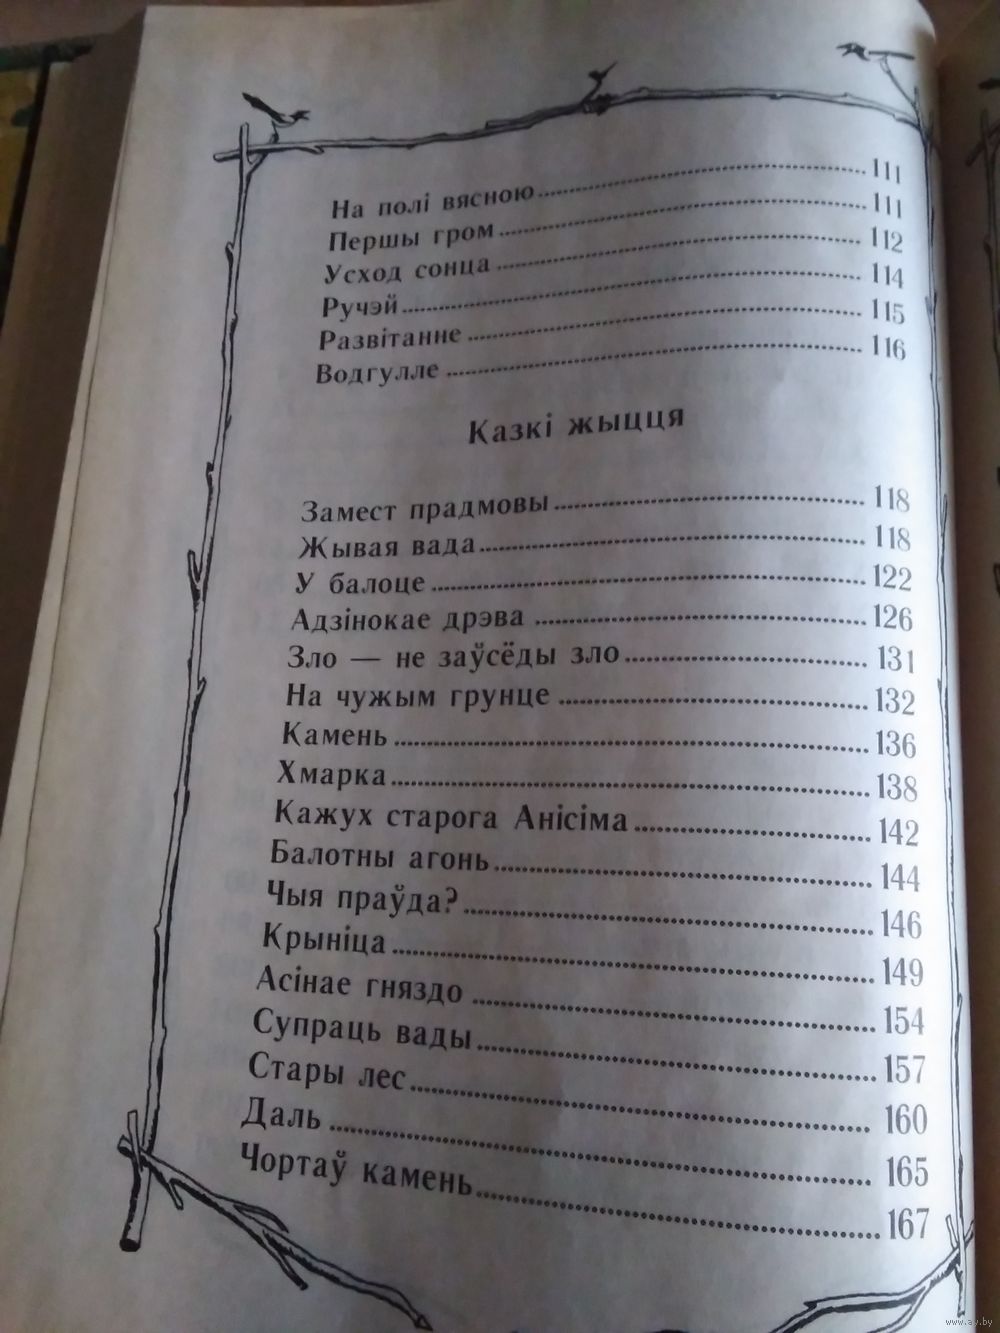 На полі вясною 111
Першы гром 111
Усход сонца 112
Ручэй 114
Развітанне 115
Водгулле 116
Казкі жыцця
Замест прадмовы 118
Жывая вада 118
У балоце 122
Адзінокае дрэва 126
Зло — не заўсёды зло 131
На чужым грунце 132
Камень 136
Хмарка 138
Кажух старога Анісіма 142
Балотны агонь 144
Чыя праўда? 146
Крыніца 149
Асінае гняздо 154
Супраць вады 157
Стары лес 160
Даль 165
Чортаў камень 167
www.ay.by